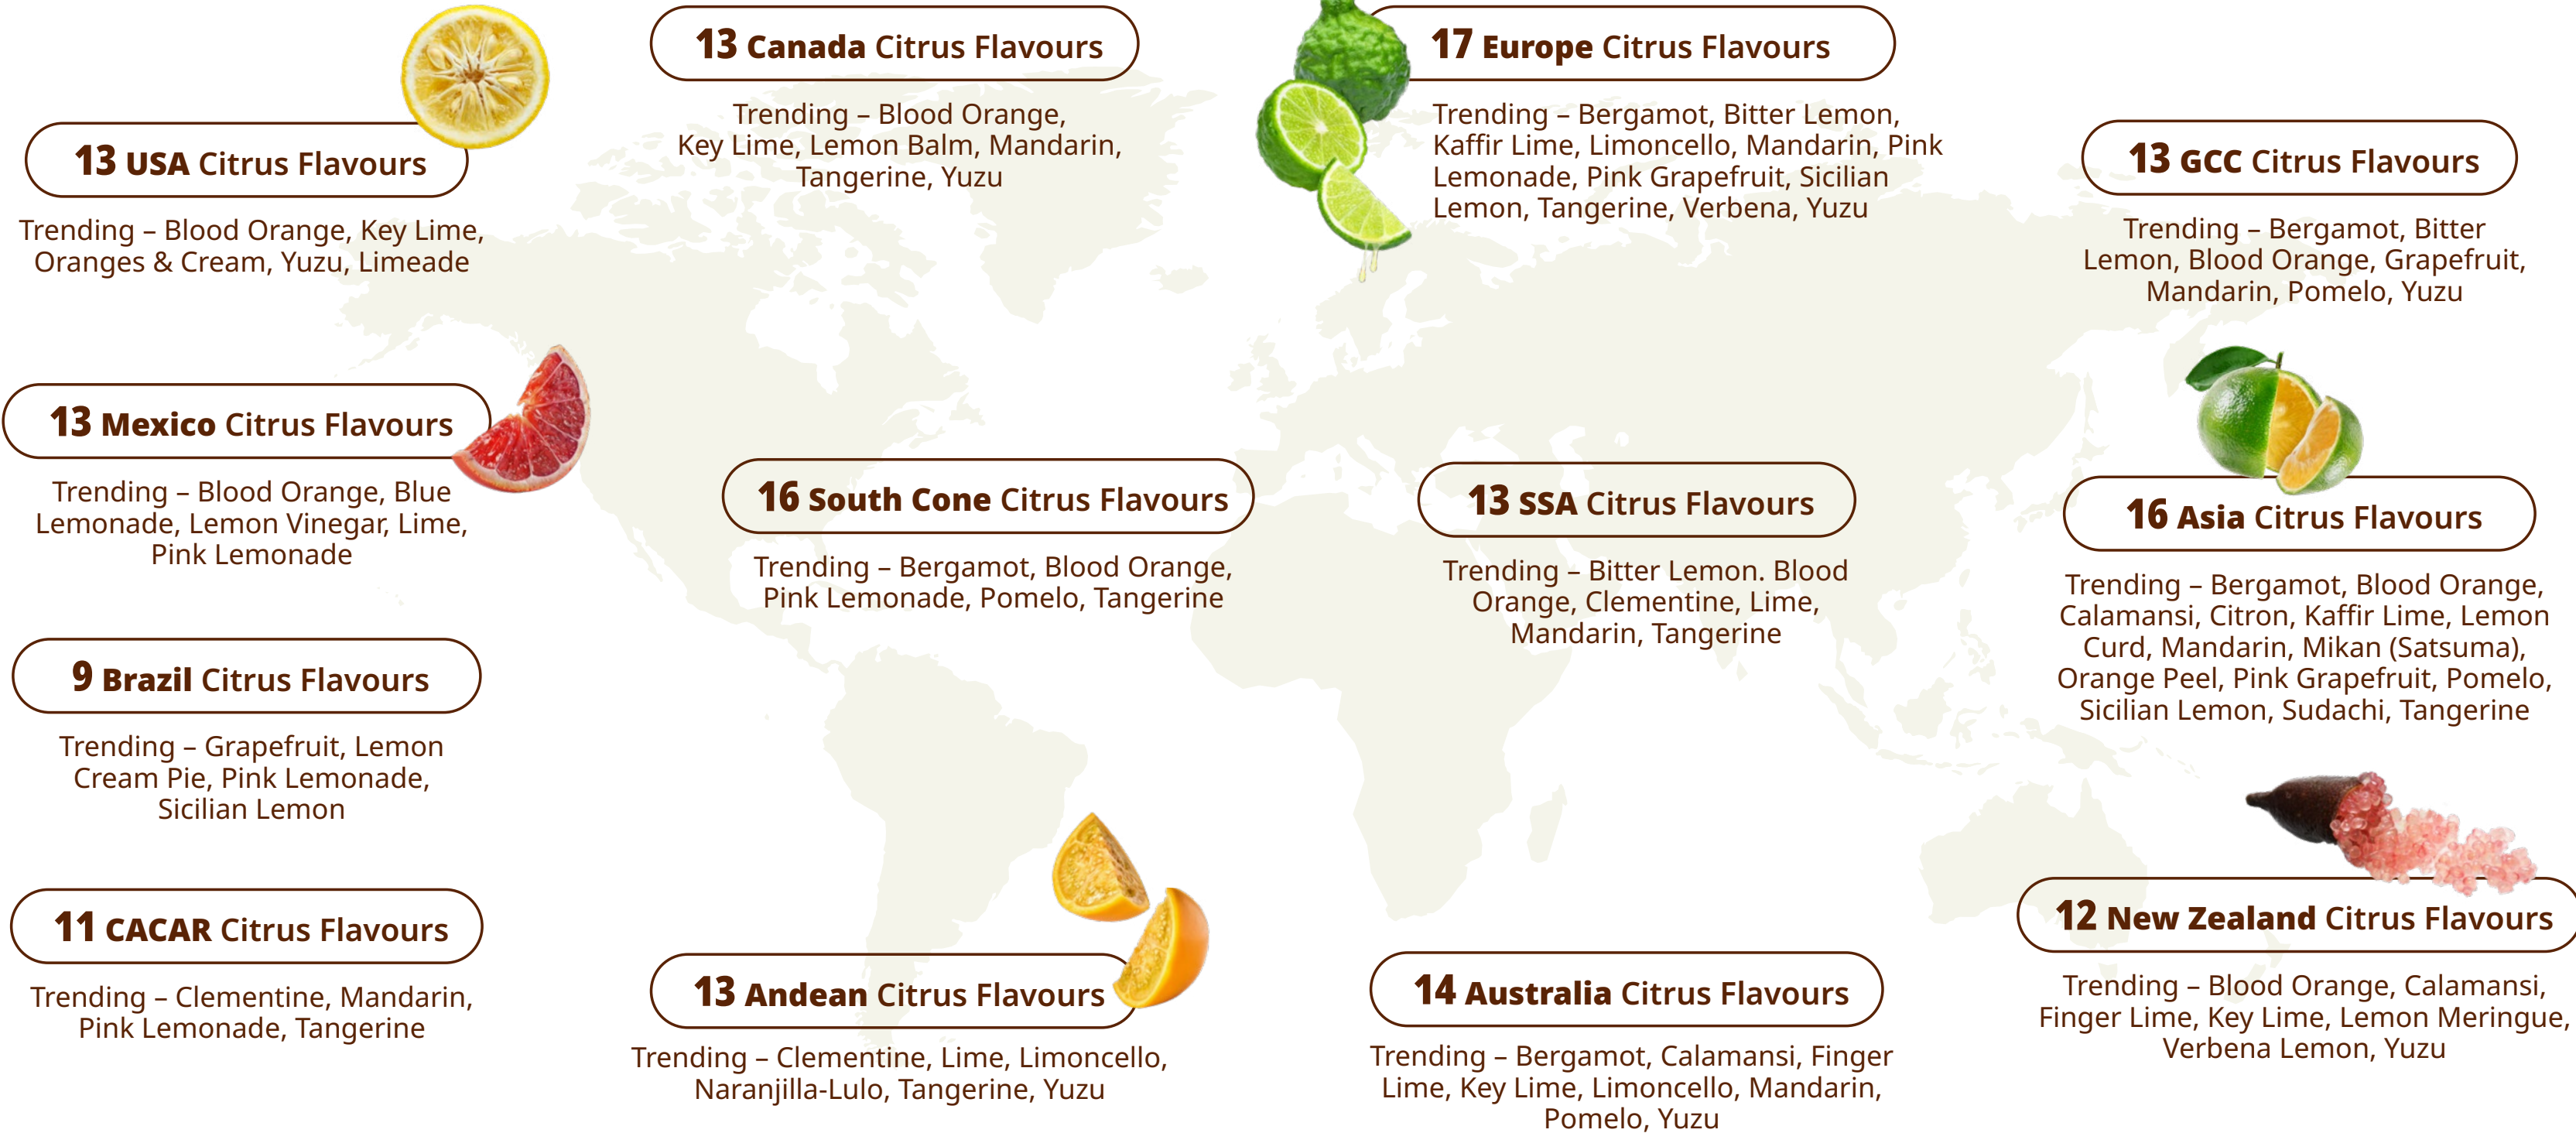 13 USA Citrus Flavours
Trending – Blood Orange, Key Lime,
Oranges & Cream, Yuzu, Limeade
13 Canada Citrus Flavours
Trending – Blood Orange,
Key Lime, Lemon Balm, Mandarin,
Tangerine, Yuzu
17 Europe Citrus Flavours
Trending – Bergamot, Bitter Lemon,
Kaffir Lime, Limoncello, Mandarin, Pink
Lemonade, Pink Grapefruit, Sicilian
Lemon, Tangerine, Verbena, Yuzu
13 GCC Citrus Flavours
Trending – Bergamot, Bitter
Lemon, Blood Orange, Grapefruit,
Mandarin, Pomelo, Yuzu
13 Mexico Citrus Flavours
Trending – Blood Orange, Blue
Lemonade, Lemon Vinegar, Lime,
Pink Lemonade
16 South Cone Citrus Flavours
Trending – Bergamot, Blood Orange,
Pink Lemonade, Pomelo, Tangerine
13 SSA Citrus Flavours
Trending – Bitter Lemon. Blood
Orange, Clementine, Lime,
Mandarin, Tangerine
16 Asia Citrus Flavours
Trending – Bergamot, Blood Orange,
Calamansi, Citron, Kaffir Lime, Lemon
Curd, Mandarin, Mikan (Satsuma),
Orange Peel, Pink Grapefruit, Pomelo,
Sicilian Lemon, Sudachi, Tangerine
9 Brazil Citrus Flavours
Trending – Grapefruit, Lemon
Cream Pie, Pink Lemonade,
Sicilian Lemon
11 CACAR Citrus Flavours
Trending – Clementine, Mandarin,
Pink Lemonade, Tangerine
13 Andean Citrus Flavours
Trending – Clementine, Lime, Limoncello,
Naranjilla-Lulo, Tangerine, Yuzu
14 Australia Citrus Flavours
Trending – Bergamot, Calamansi, Finger
Lime, Key Lime, Limoncello, Mandarin,
Pomelo, Yuzu
12 New Zealand Citrus Flavours
Trending – Blood Orange, Calamansi,
Finger Lime, Key Lime, Lemon Meringue,
Verbena Lemon, Yuzu